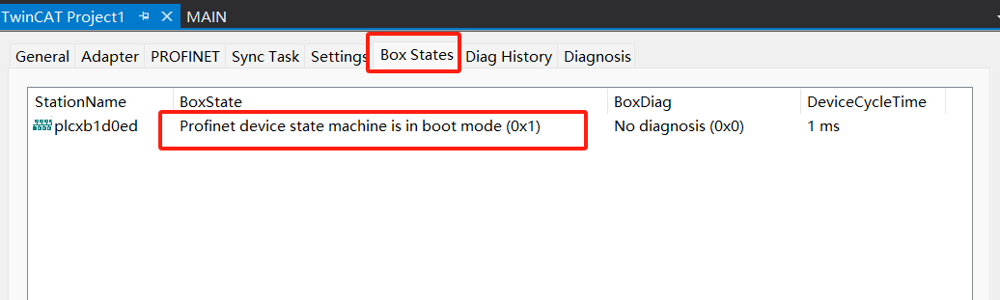 TwinCAT Project1 MAIN
General Adapter PROFINET Sync Task Settings Box States Diag History Diagnosis
StationName BoxState BoxDiag DeviceCycleTime
plcxb1d0ed Profinet device state machine is in boot mode (0x1) No diagnosis (0x0) 1 ms